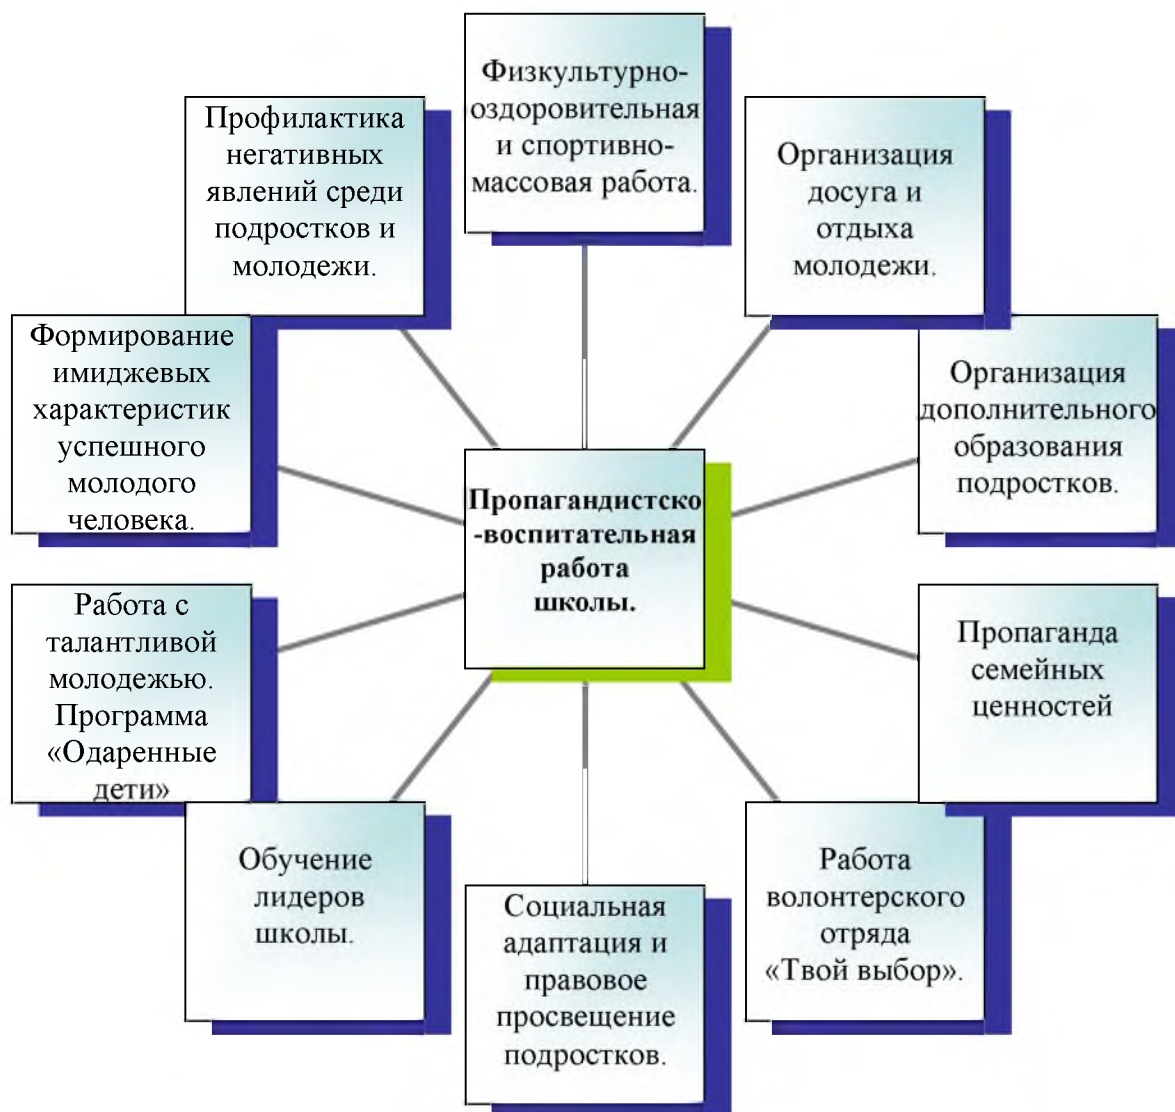 Физкультурно-
оздоровительная
и спортивно-
массовая работа.
Организация
досуга и
отдыха
молодежи.
Организация
дополнительного
образования
подростков.
Пропаганда
семейных
ценностей
Работа
волонтерского
отряда
«Твой выбор».
Социальная
адаптация и
правовое
просвещение
подростков.
Обучение
лидеров
школы.
Работа с
талантливой
молодежью.
Программа
«Одаренные
дети»
Формирование
имиджевых
характеристик
успешного
молодого
человека.
Профилактика
негативных
явлений среди
подростков и
молодежи.
Пропагандистско
-воспитательная
работа
школы.